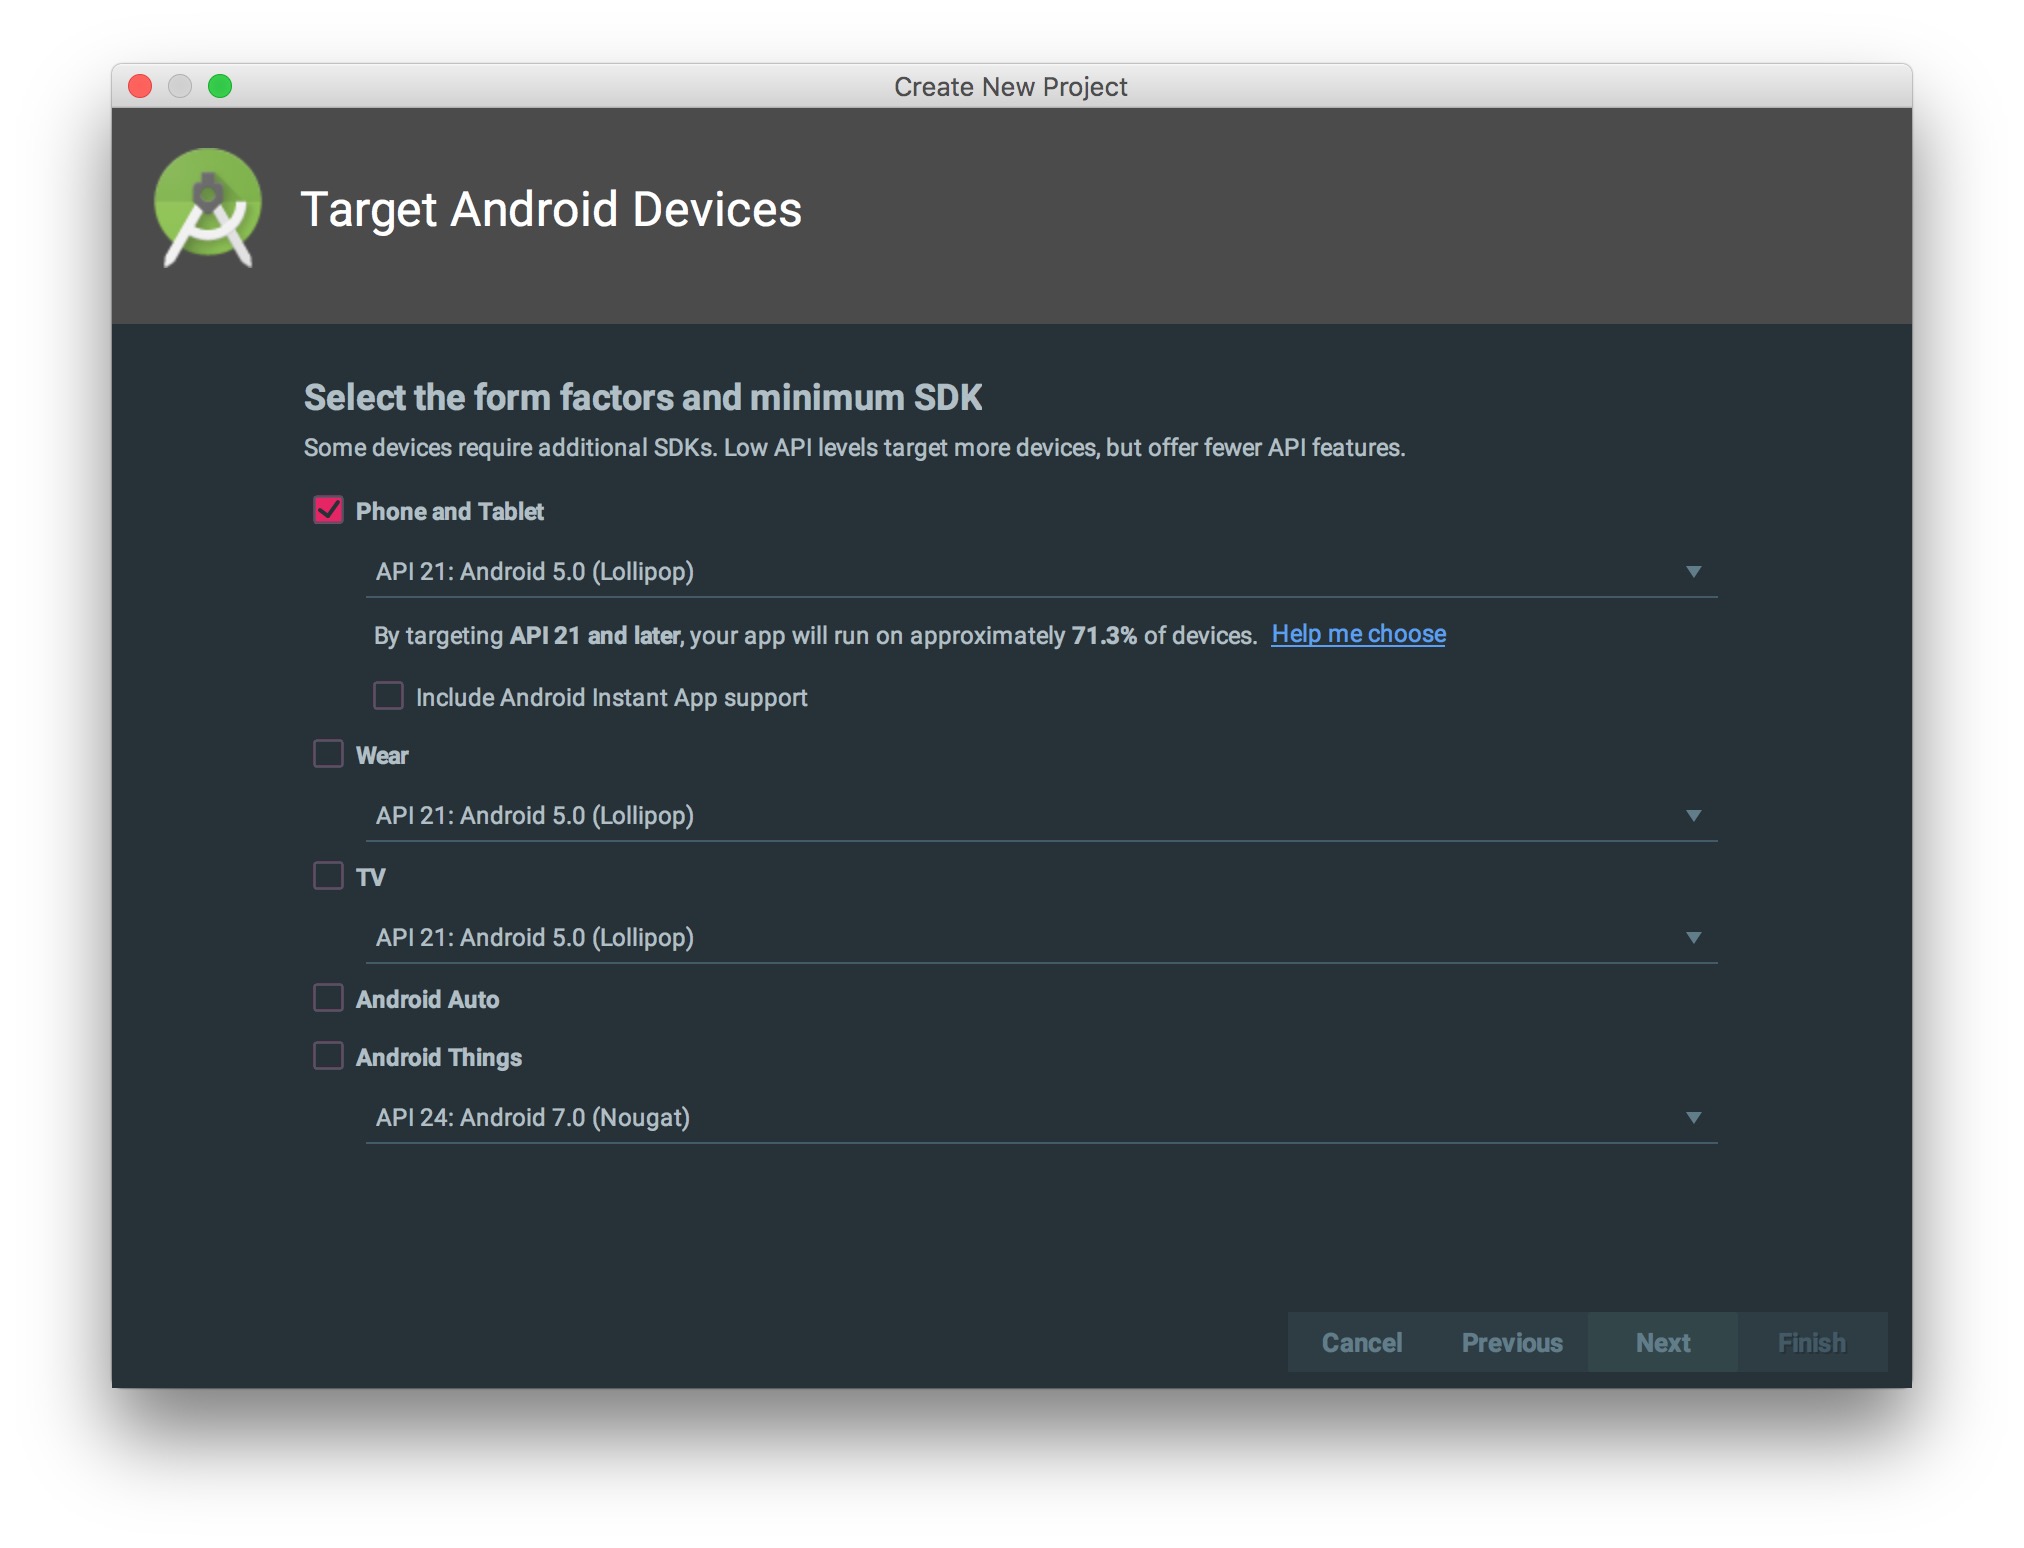 Create New Project
Target Android Devices
Select the form factors and minimum SDK
Some devices require additional SDKs. Low API levels target more devices, but offer fewer API features.
Phone and Tablet
API 21: Android 5.0 (Lollipop)
By targeting API 21 and later, your app will run on approximately 71.3% of devices. Help me choose
Include Android Instant App support
Wear
API 21: Android 5.0 (Lollipop)
TV
API 21: Android 5.0 (Lollipop)
Android Auto
Android Things
API 24: Android 7.0 (Nougat)
Cancel Previous Next Finish